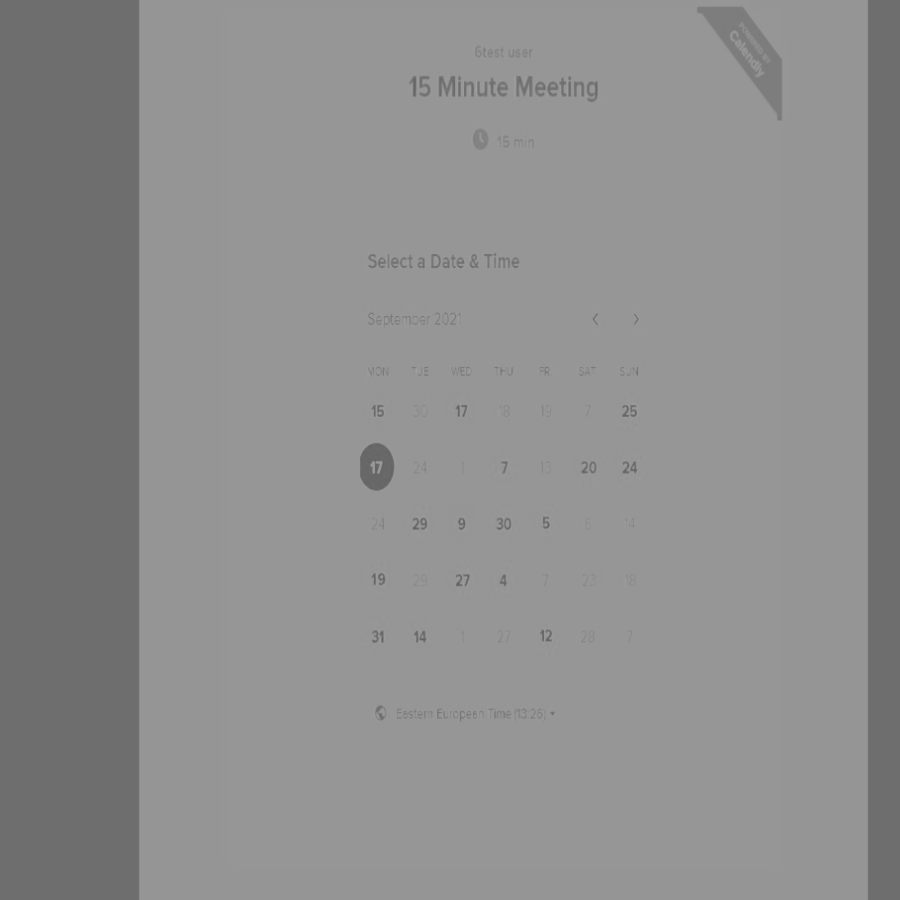 POWERED BY
Calendly
6test user
15 Minute Meeting
15 min
Select a Date & Time
September 2021
MON TUE WED THU FRI SAT SUN
15 30 17 18 19 7 25
17 24 1 7 13 20 24
24 29 9 30 5 8 14
19 29 27 4 7 23 18
31 14 1 27 12 28 7
Eastern European Time (13:25)